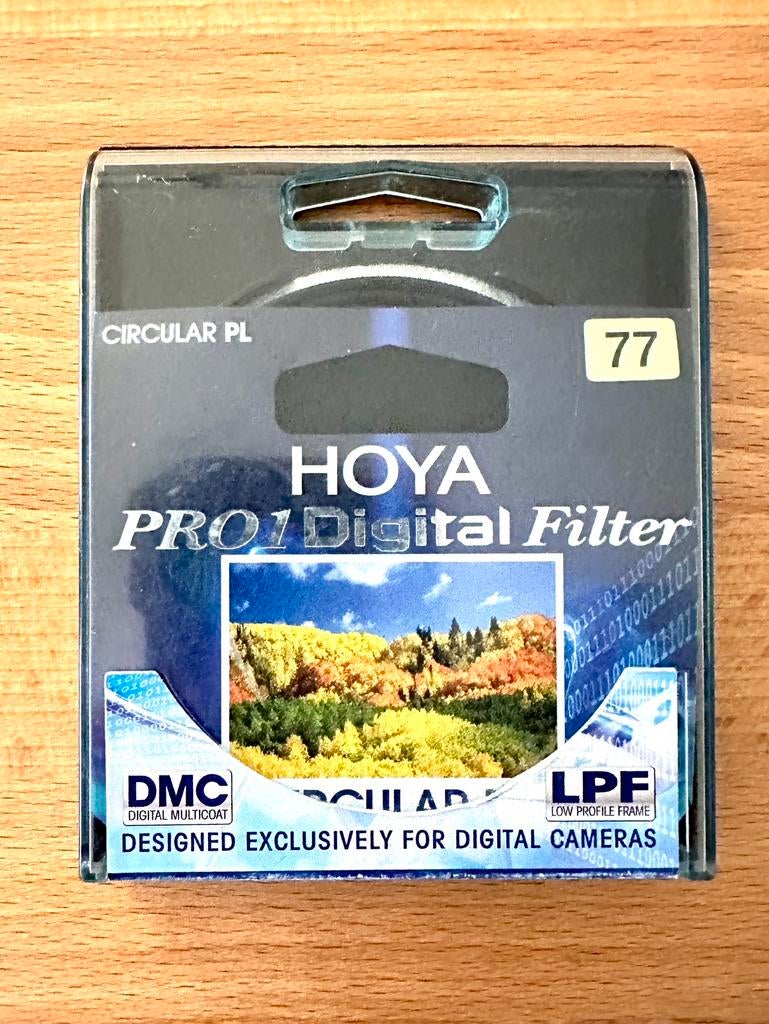 CIRCULAR PL
77
HOYA
PRO1 Digital Filter
DMC
DIGITAL MULTICOAT
LPF
LOW PROFILE FRAME
DESIGNED EXCLUSIVELY FOR DIGITAL CAMERAS